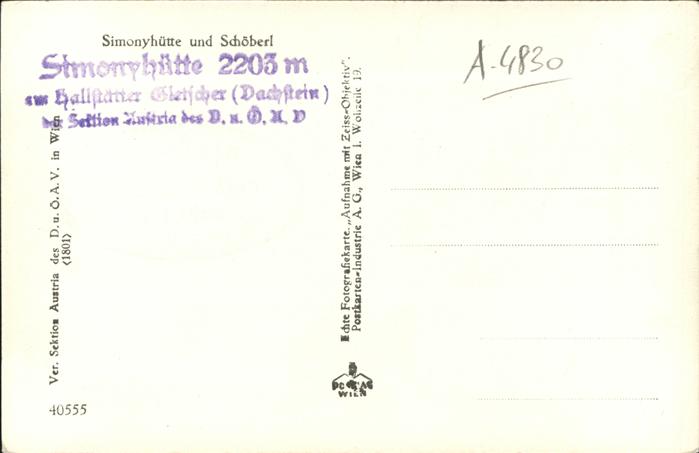 Simonyhütte und Schöberl
Simonyhütte 2203 m
am Hallstätter Gletscher (Dachstein)
der Sektion Austria des D. u. Ö. A. V
Ver. Sektion Austria des D. u. Ö. A. V. in Wien
(1801)
40555
Echte Fotografiekarte. „Aufnahme mit Zeiss-Objektiv".
Postkarten-Industrie A. G., Wien I. Wollzeile 19.
WIEN
A-4830